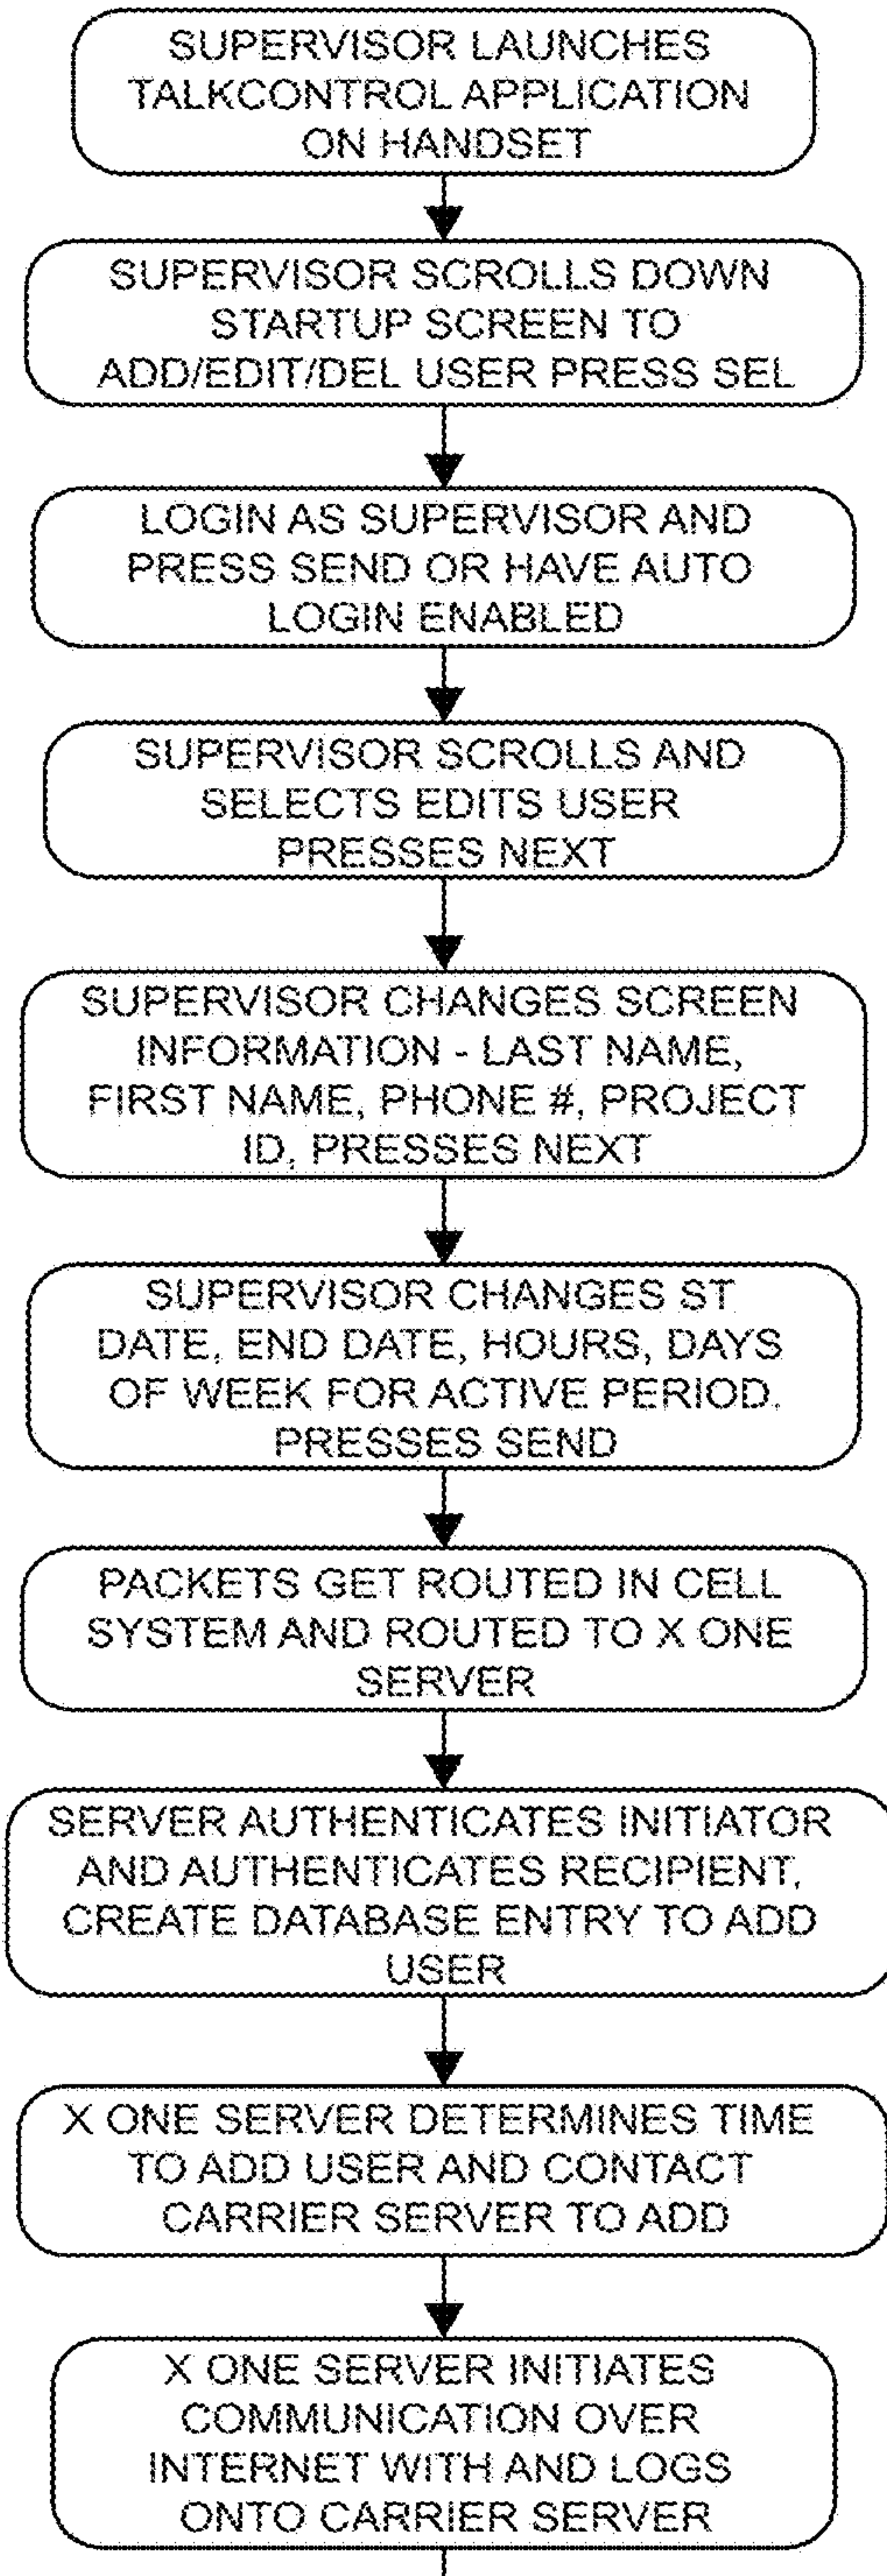 SUPERVISOR LAUNCHES
TALKCONTROL APPLICATION
ON HANDSET
SUPERVISOR SCROLLS DOWN
STARTUP SCREEN TO
ADD/EDIT/DEL USER PRESS SEL
LOGIN AS SUPERVISOR AND
PRESS SEND OR HAVE AUTO
LOGIN ENABLED
SUPERVISOR SCROLLS AND
SELECTS EDITS USER
PRESSES NEXT
SUPERVISOR CHANGES SCREEN
INFORMATION - LAST NAME,
FIRST NAME, PHONE #, PROJECT
ID, PRESSES NEXT
SUPERVISOR CHANGES ST
DATE, END DATE, HOURS, DAYS
OF WEEK FOR ACTIVE PERIOD.
PRESSES SEND
PACKETS GET ROUTED IN CELL
SYSTEM AND ROUTED TO X ONE
SERVER
SERVER AUTHENTICATES INITIATOR
AND AUTHENTICATES RECIPIENT,
CREATE DATABASE ENTRY TO ADD
USER
X ONE SERVER DETERMINES TIME
TO ADD USER AND CONTACT
CARRIER SERVER TO ADD
X ONE SERVER INITIATES
COMMUNICATION OVER
INTERNET WITH AND LOGS
ONTO CARRIER SERVER